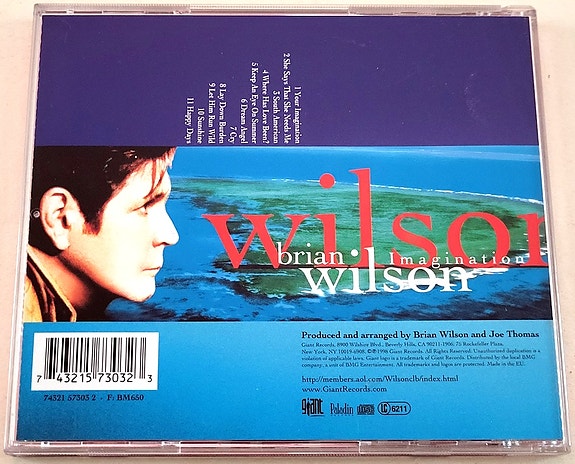 1 Your Imagination
2 She Says That She Needs Me
3 South American
4 Where Has Love Been?
5 Keep An Eye On Summer
6 Dream Angel
7 Cry
8 Lay Down Burden
9 Let Him Run Wild
10 Sunshine
11 Happy Days
wilson
brian Imagination
wilson
Produced and arranged by Brian Wilson and Joe Thomas
Giant Records, 8900 Wilshire Blvd., Beverly Hills, CA 90211-1906. 75 Rockefeller Plaza,
New York, NY 10019-6908. ©℗1998 Giant Records. All Rights Reserved. Unauthorized duplication is a
violation of applicable laws. Giant logo is a trademark of Giant Records. Distributed by the local BMG
company, a unit of BMG Entertainment. All trademarks and logos are protected. Made in the EU.
http://members.aol.com/Wilsonclb/index.html
www.GiantRecords.com
7 43215 73032 3
74321 57303 2 - F: BM650
giant Paladin COMPACT disc DIGITAL AUDIO LC 6211